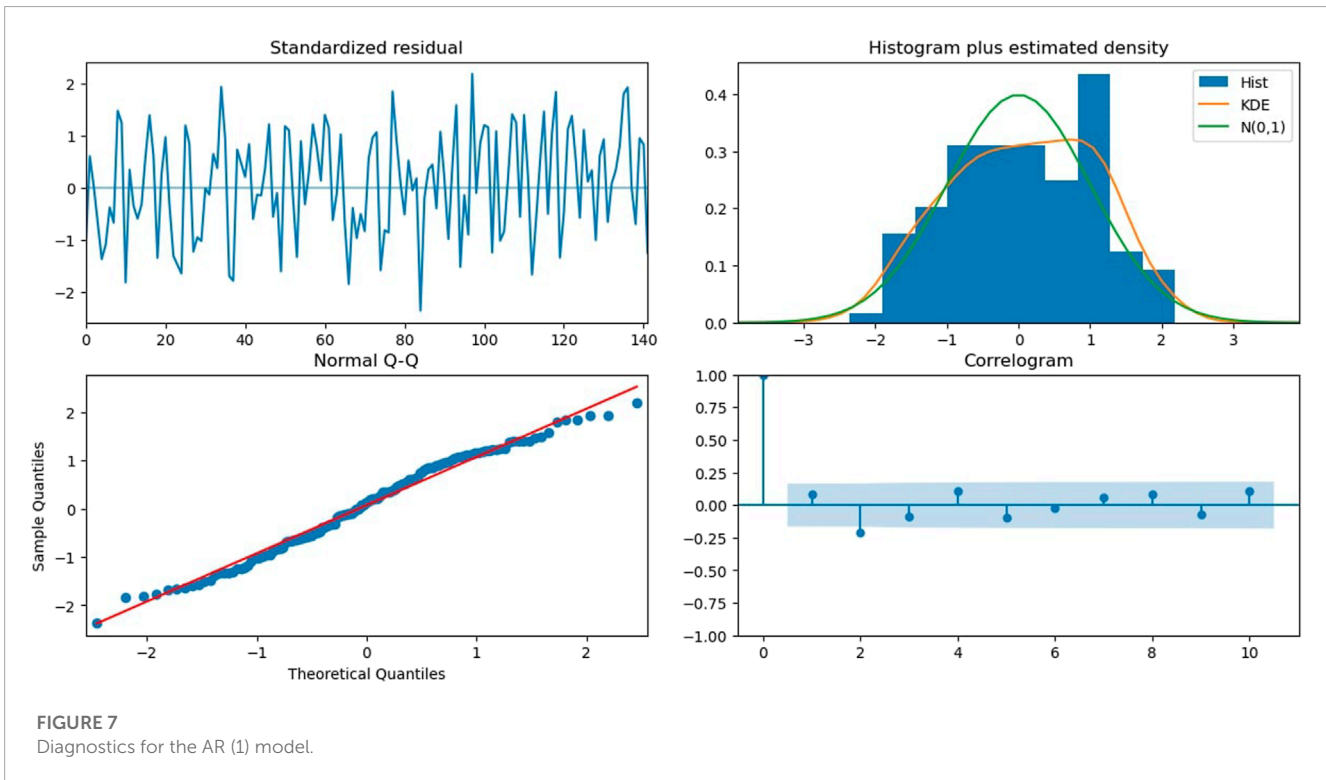 Standardized residual
2
1
0
−1
−2
0 20 40 60 80 100 120 140
Histogram plus estimated density
0.4
0.3
0.2
0.1
0.0
−3 −2 −1 0 1 2 3
Hist
KDE
N(0,1)
Normal Q-Q
Sample Quantiles
2
1
0
−1
−2
−2 −1 0 1 2
Theoretical Quantiles
Correlogram
1.00
0.75
0.50
0.25
0.00
−0.25
−0.50
−0.75
−1.00
0 2 4 6 8 10
FIGURE 7
Diagnostics for the AR (1) model.